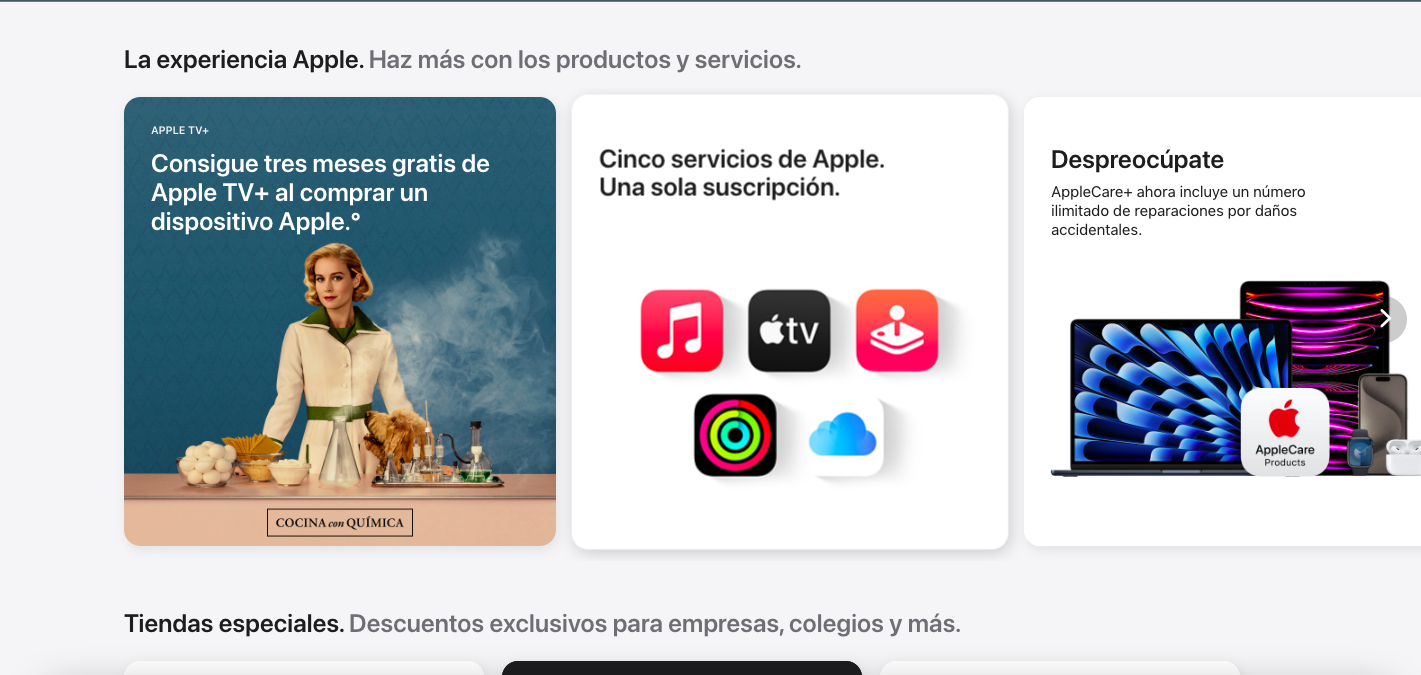 La experiencia Apple. Haz más con los productos y servicios.
APPLE TV+
Consigue tres meses gratis de
Apple TV+ al comprar un
dispositivo Apple.°
COCINA con QUÍMICA
Cinco servicios de Apple.
Una sola suscripción.
tv
Despreocúpate
AppleCare+ ahora incluye un número
ilimitado de reparaciones por daños
accidentales.
AppleCare
Products
Tiendas especiales. Descuentos exclusivos para empresas, colegios y más.